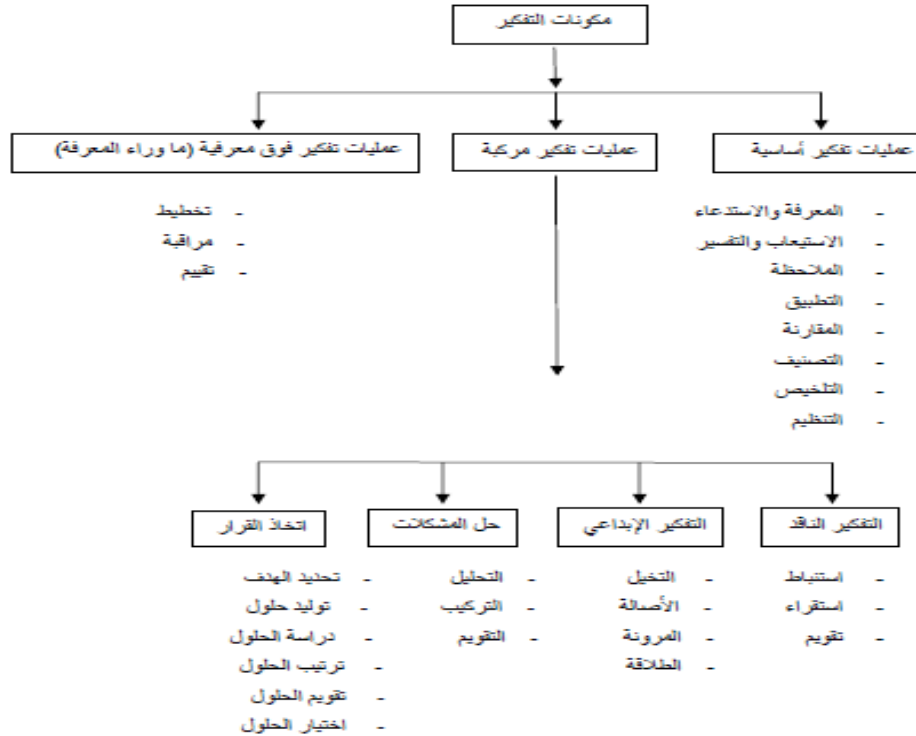 مكونات التفكير
عمليات تفكير أساسية
- المعرفة والاستدعاء
- الاستيعاب والتفسير
- الملاحظة
- التطبيق
- المقارنة
- التصنيف
- التلخيص
- التنظيم
عمليات تفكير مركبة
عمليات تفكير فوق معرفية (ما وراء المعرفة)
- تخطيط
- مراقبة
- تقييم
التفكير الناقد
- استنباط
- استقراء
- تقويم
التفكير الإبداعي
- التخيل
- الأصالة
- المرونة
- الطلاقة
حل المشكلات
- التحليل
- التركيب
- التقويم
اتخاذ القرار
- تحديد الهدف
- توليد حلول
- دراسة الحلول
- ترتيب الحلول
- تقويم الحلول
- اختيار الحلول